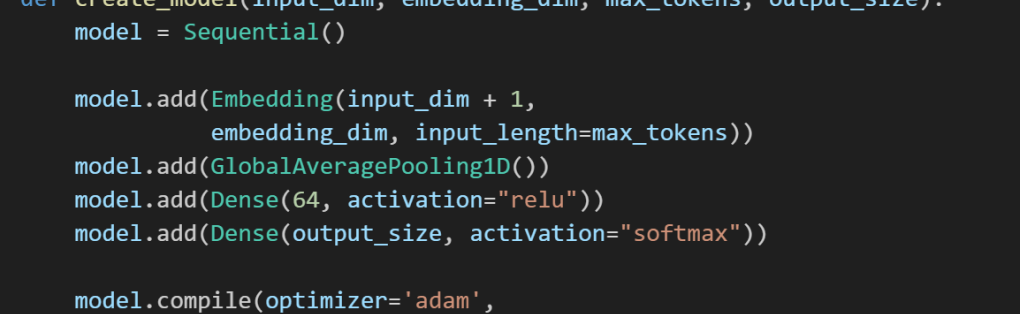 def create_model(input_dim, embedding_dim, max_tokens, output_size):
model = Sequential()
model.add(Embedding(input_dim + 1,
embedding_dim, input_length=max_tokens))
model.add(GlobalAveragePooling1D())
model.add(Dense(64, activation="relu"))
model.add(Dense(output_size, activation="softmax"))
model.compile(optimizer='adam',